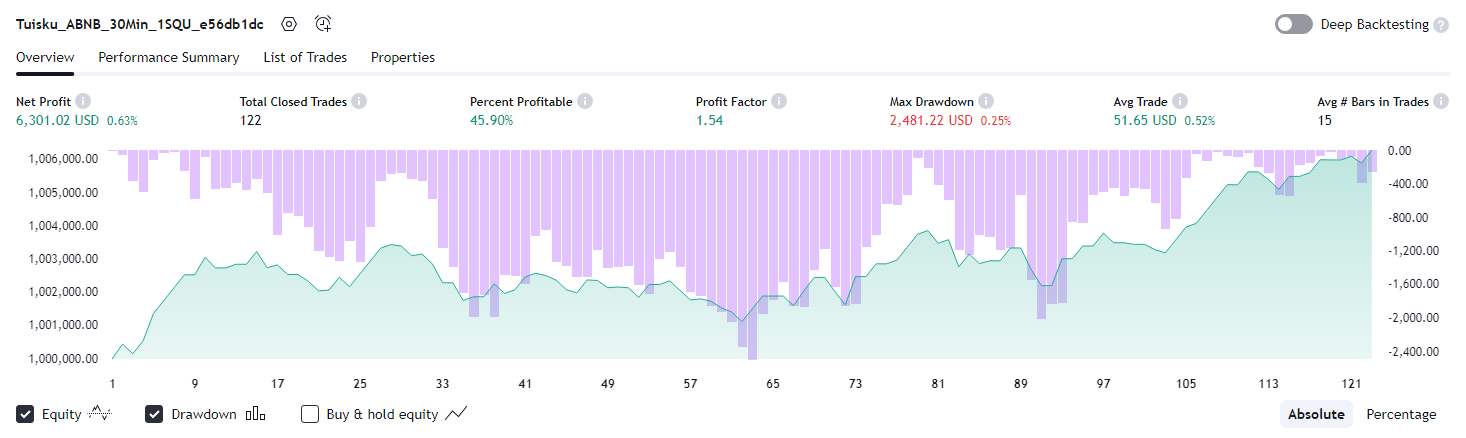 Tuisku_ABNB_30Min_1SQU_e56db1dc Deep Backtesting ?
Overview Performance Summary List of Trades Properties
Net Profit Total Closed Trades Percent Profitable Profit Factor Max Drawdown Avg Trade Avg # Bars in Trades
6,301.02 USD 0.63% 122 45.90% 1.54 2,481.22 USD 0.25% 51.65 USD 0.52% 15
1,006,000.00 0.00
1,005,000.00 -400.00
1,004,000.00 -800.00
1,003,000.00 -1,200.00
1,002,000.00 -1,600.00
1,001,000.00 -2,000.00
1,000,000.00 -2,400.00
1 9 17 25 33 41 49 57 65 73 81 89 97 105 113 121
Equity Drawdown Buy & hold equity Absolute Percentage